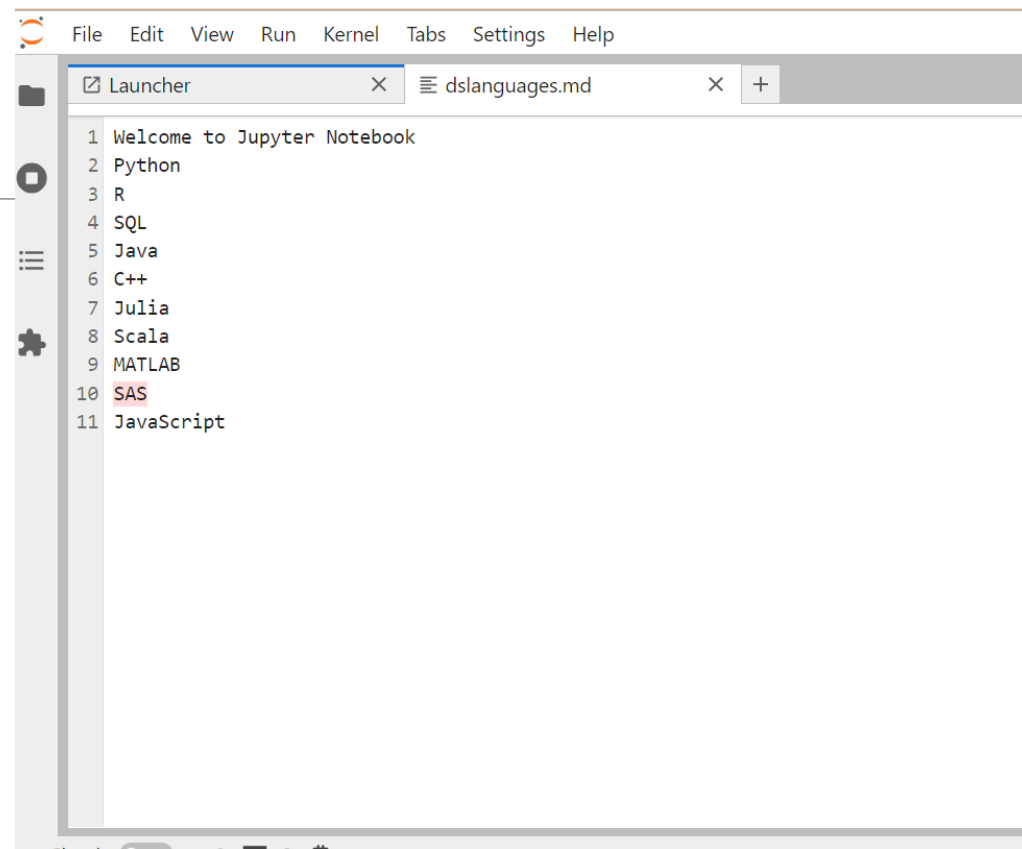 File Edit View Run Kernel Tabs Settings Help
Launcher dslanguages.md
1 Welcome to Jupyter Notebook
2 Python
3 R
4 SQL
5 Java
6 C++
7 Julia
8 Scala
9 MATLAB
10 SAS
11 JavaScript